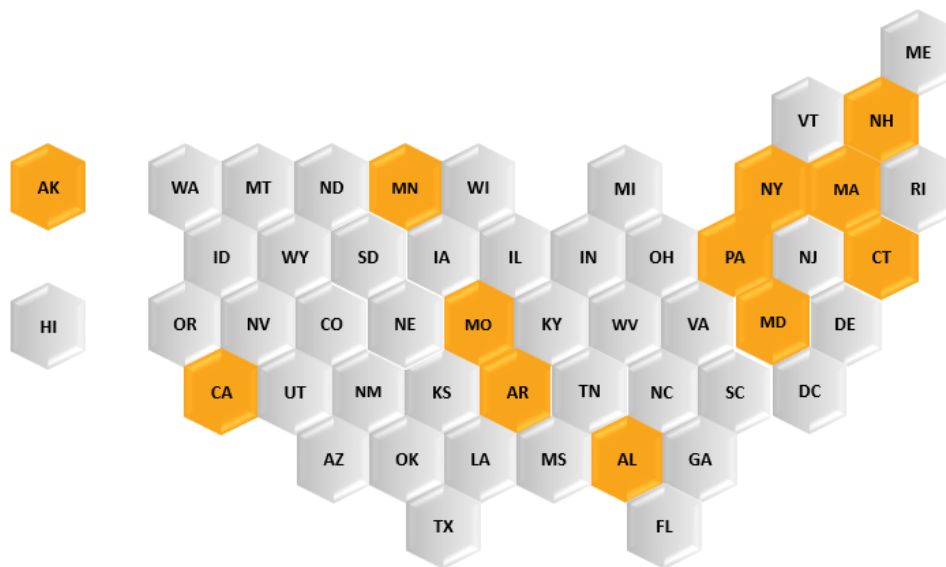 ME
VT NH
AK WA MT ND MN WI MI NY MA RI
ID WY SD IA IL IN OH PA NJ CT
HI OR NV CO NE MO KY WV VA MD DE
CA UT NM KS AR TN NC SC DC
AZ OK LA MS AL GA
TX FL